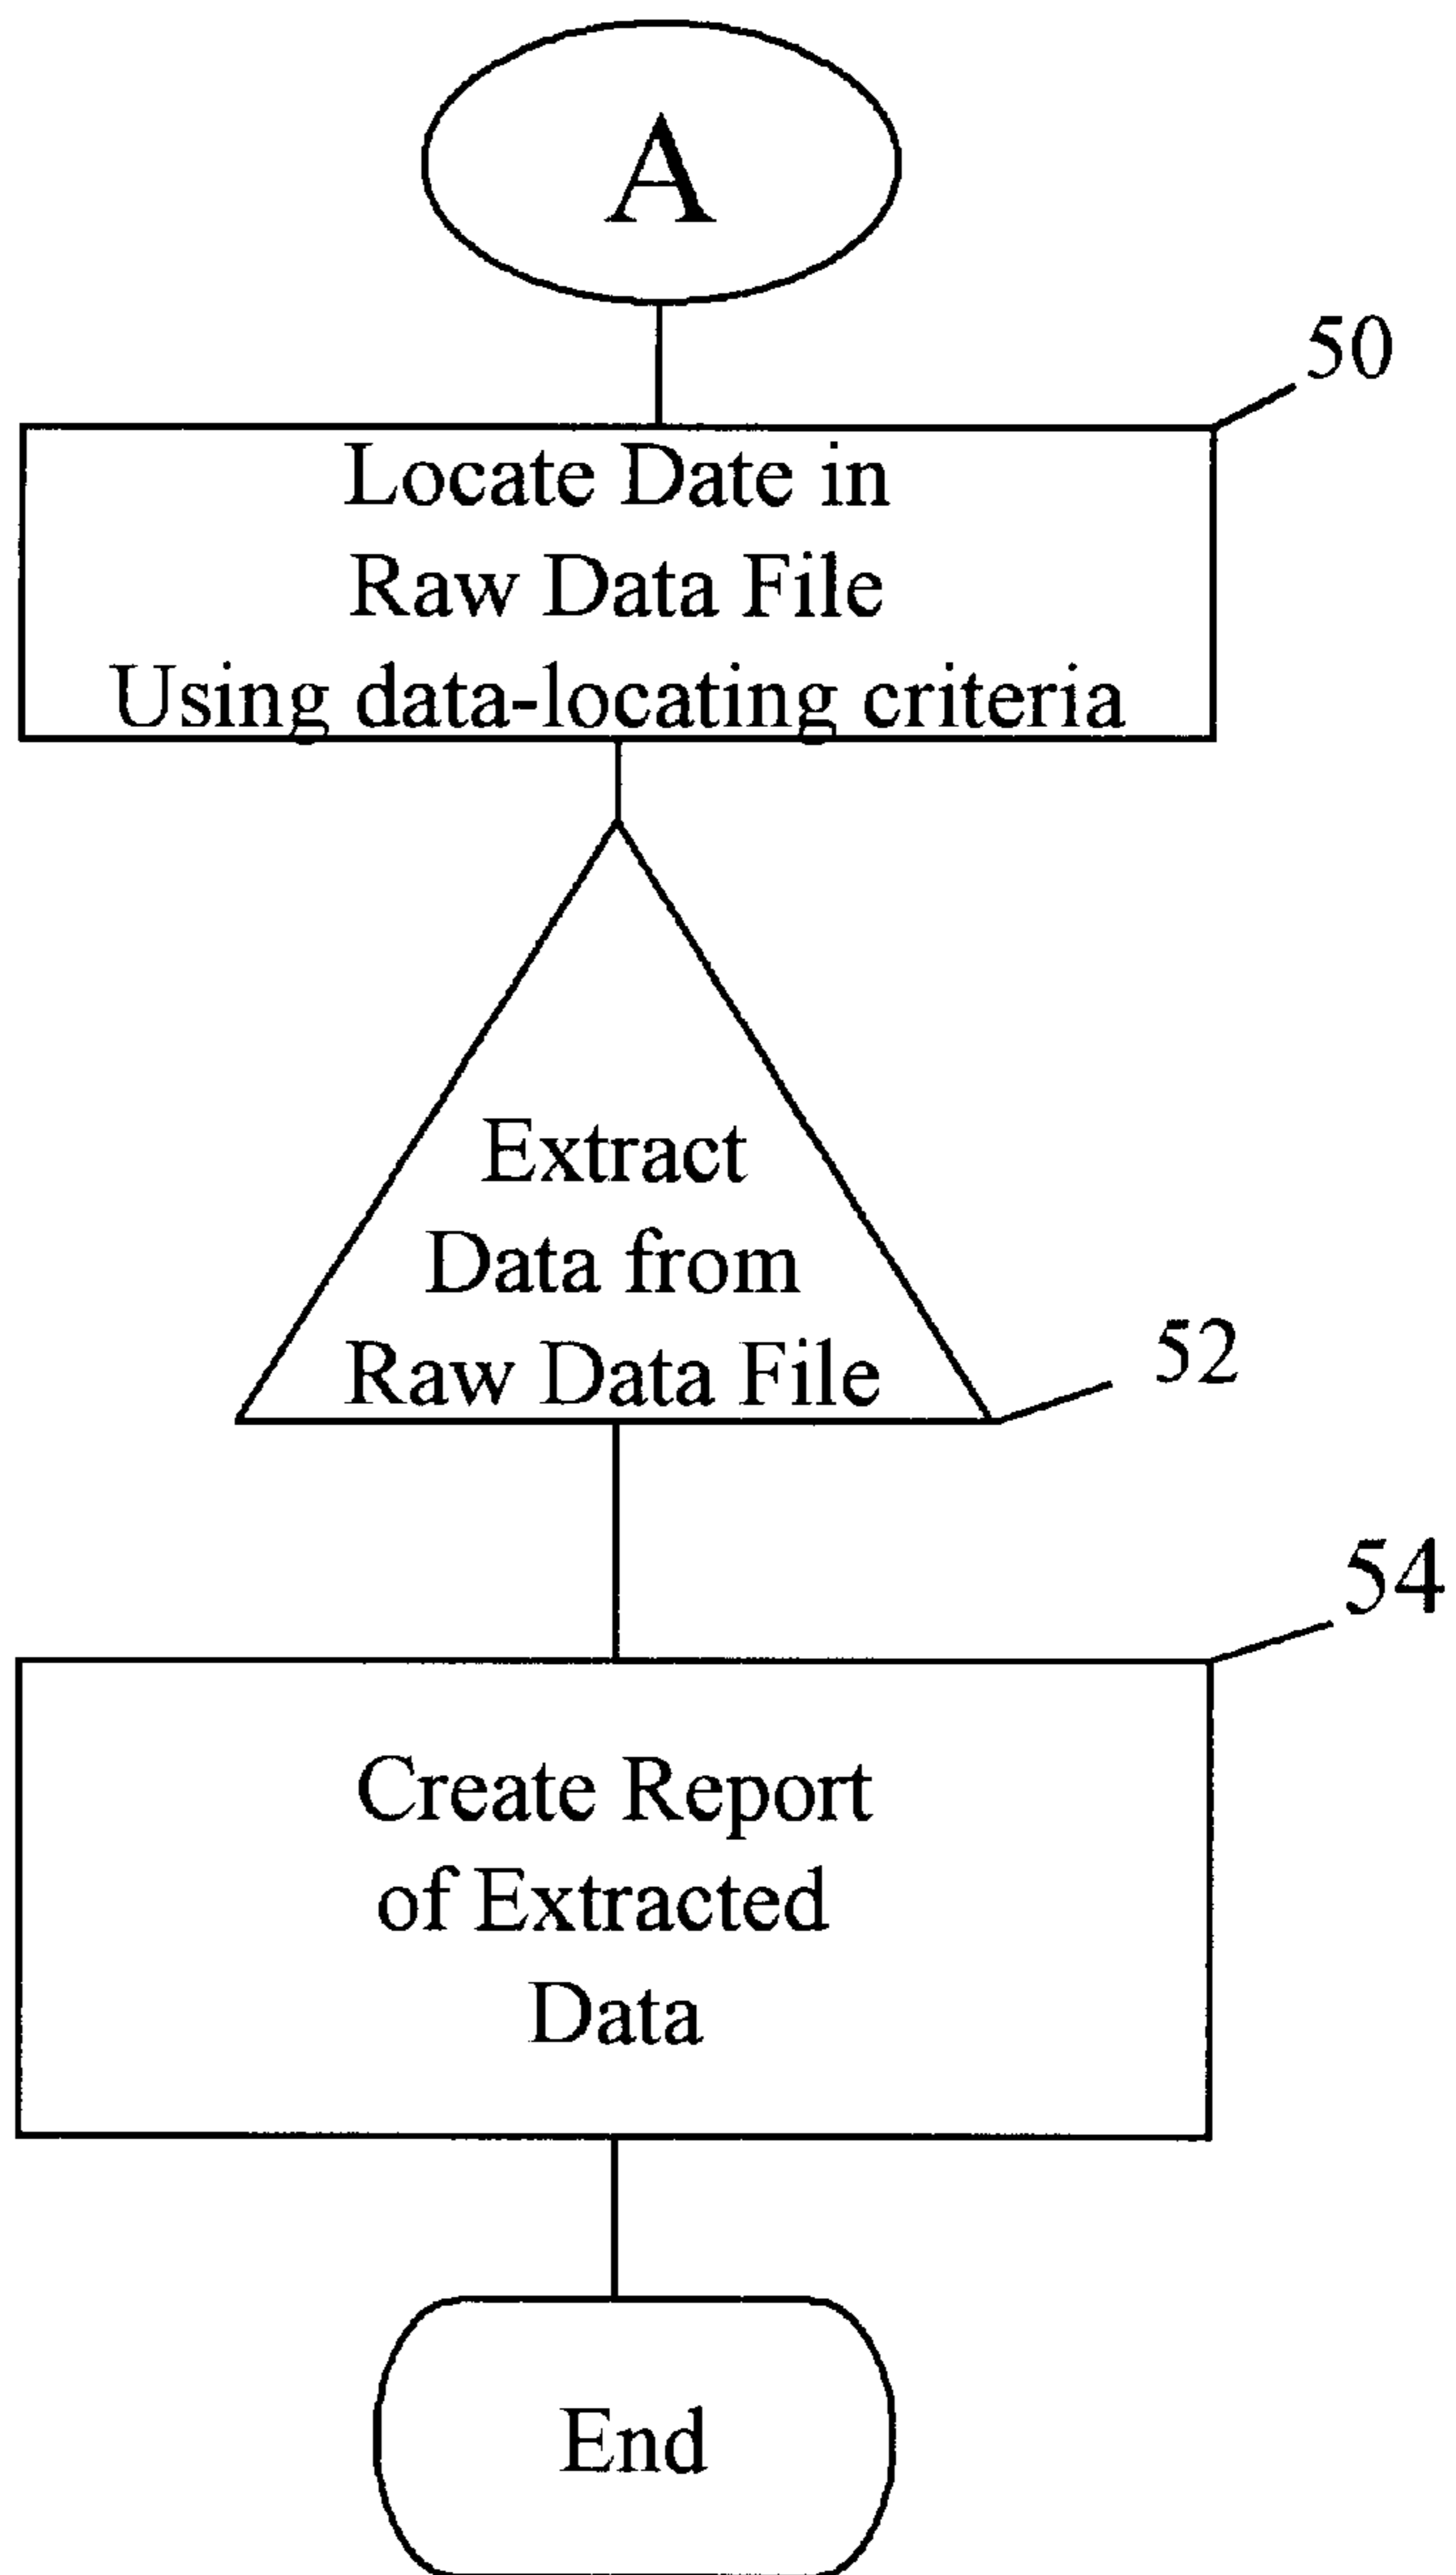 A
50
Locate Date in
Raw Data File
Using data-locating criteria
Extract
Data from
Raw Data File
52
54
Create Report
of Extracted
Data
End